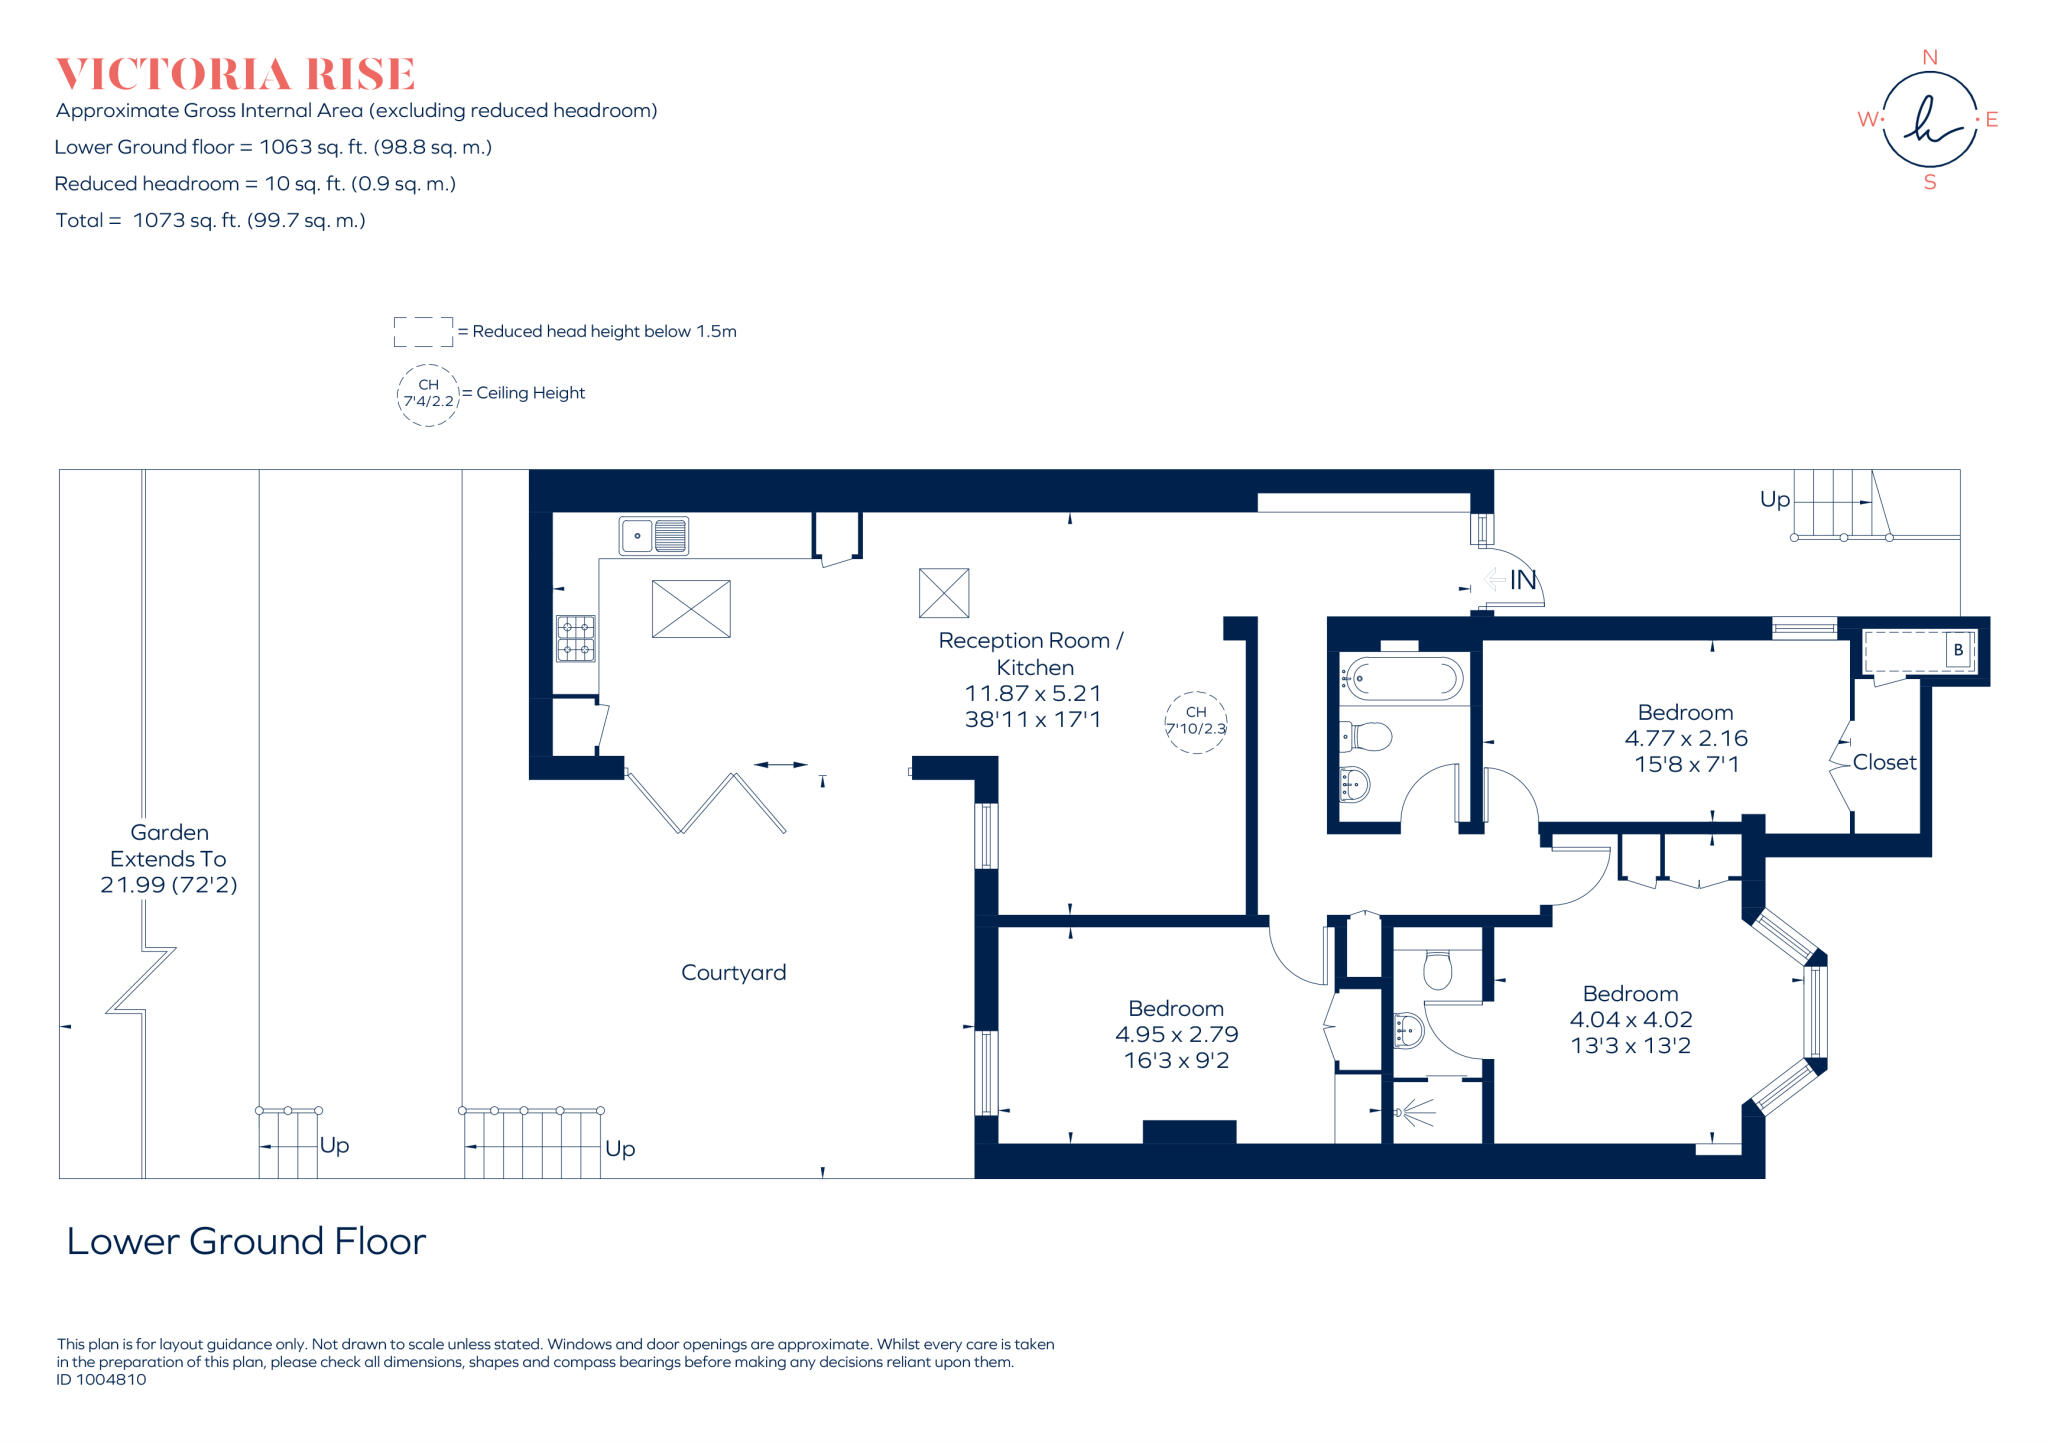 VICTORIA RISE
Approximate Gross Internal Area (excluding reduced headroom)
Lower Ground floor = 1063 sq. ft. (98.8 sq. m.)
Reduced headroom = 10 sq. ft. (0.9 sq. m.)
Total = 1073 sq. ft. (99.7 sq. m.)
N
W
E
S
= Reduced head height below 1.5m
CH
7'4/2.2
= Ceiling Height
Up
IN
Reception Room /
Kitchen
11.87 x 5.21
38'11 x 17'1
CH
7'10/2.3
B
Bedroom
4.77 x 2.16
15'8 x 7'1
Closet
Garden
Extends To
21.99 (72'2)
Courtyard
Bedroom
4.95 x 2.79
16'3 x 9'2
Bedroom
4.04 x 4.02
13'3 x 13'2
Up
Up
Lower Ground Floor
This plan is for layout guidance only. Not drawn to scale unless stated. Windows and door openings are approximate. Whilst every care is taken
in the preparation of this plan, please check all dimensions, shapes and compass bearings before making any decisions reliant upon them.
ID 1004810